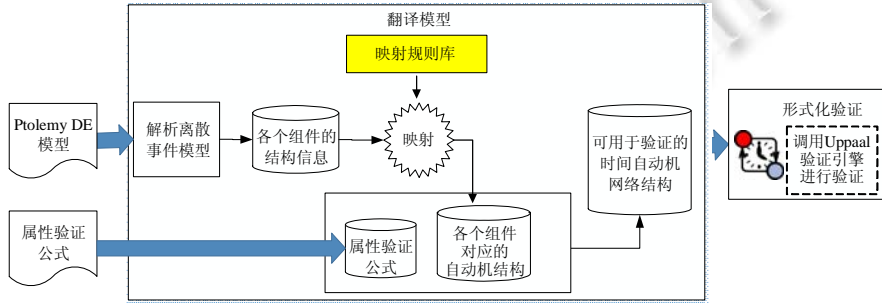 翻译模型
映射规则库
Ptolemy DE
模型
解析离散
事件模型
各个组件的
结构信息
映射
可用于验证的
时间自动机
网络结构
形式化验证
调用Uppaal
验证引擎
进行验证
属性验证
公式
属性验证
公式
各个组件
对应的
自动机结构